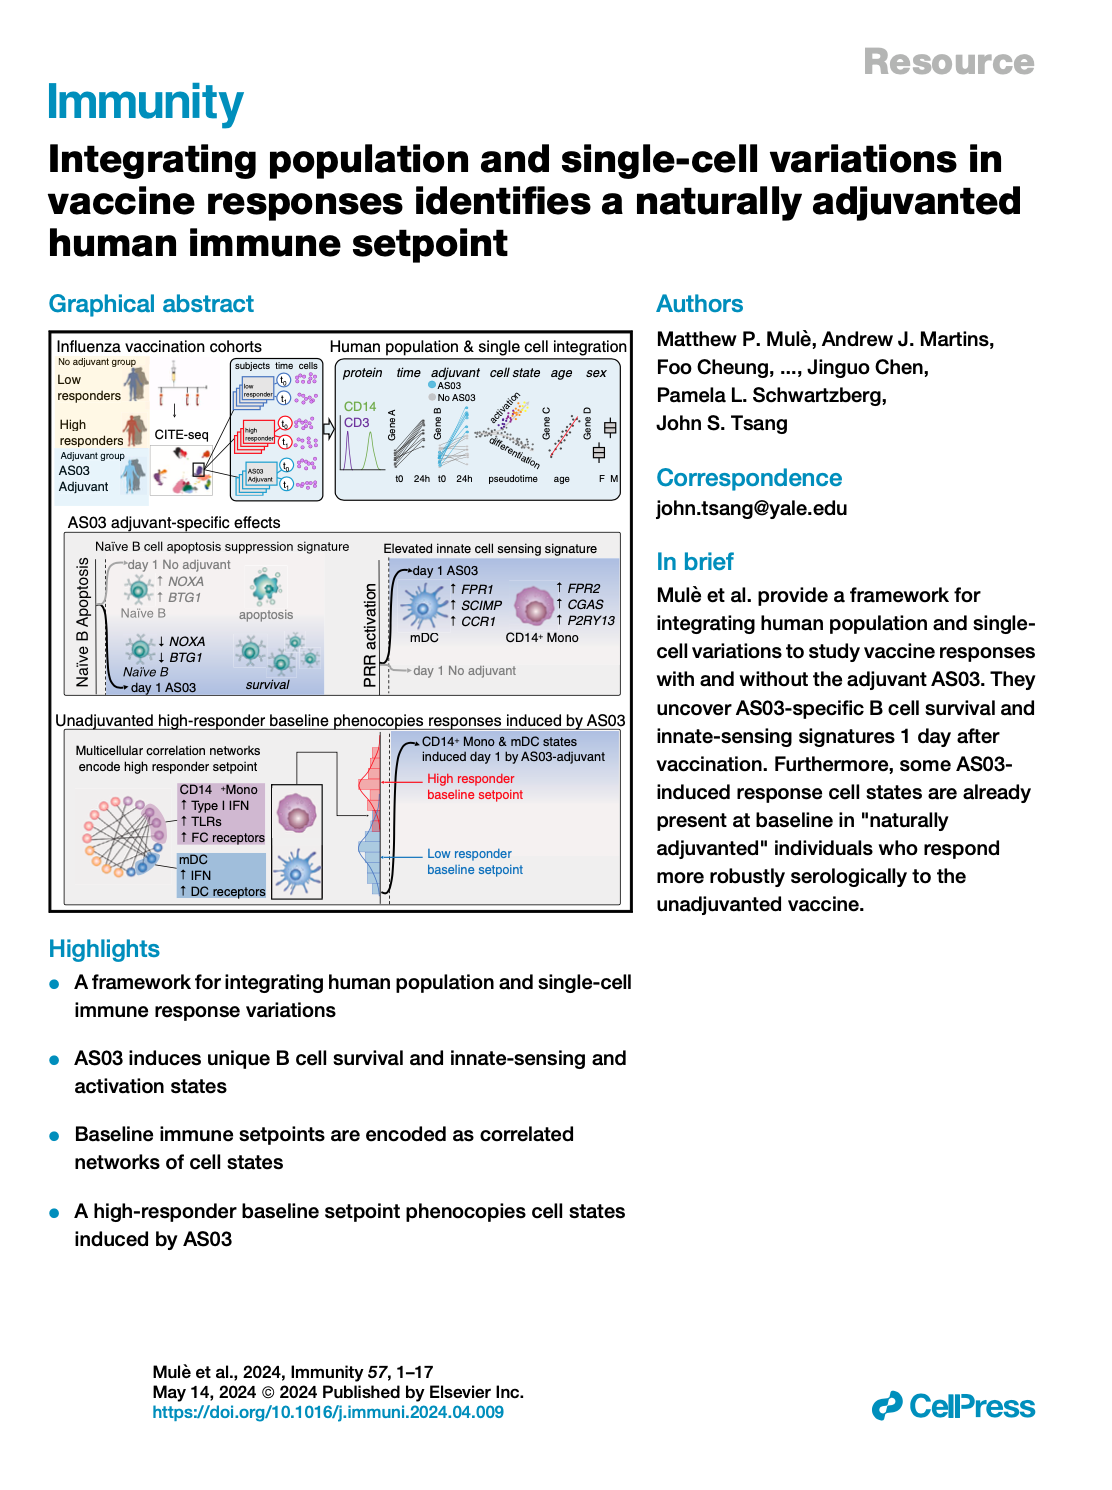 Resource
Immunity
Integrating population and single-cell variations in
vaccine responses identifies a naturally adjuvanted
human immune setpoint
Graphical abstract
Influenza vaccination cohorts
No adjuvant group
Low
responders
High
responders
Adjuvant group
AS03
Adjuvant
CITE-seq
subjects time cells
low
responder
t0
t1
high
responder
t0
t1
AS03
Adjuvant
t0
t1
Human population & single cell integration
protein time adjuvant cell state age sex
AS03
No AS03
CD14
CD3
Gene A
Gene B
activation
differentiation
Gene C
Gene D
t0 24h t0 24h pseudotime age F M
AS03 adjuvant-specific effects
Naïve B cell apoptosis suppression signature
Naïve B Apoptosis
day 1 No adjuvant
↑ NOXA
↑ BTG1
Naïve B
apoptosis
↓ NOXA
↓ BTG1
Naïve B
day 1 AS03
survival
Elevated innate cell sensing signature
PRR activation
day 1 AS03
↑ FPR1
↑ SCIMP
↑ CCR1
mDC
↑ FPR2
↑ CGAS
↑ P2RY13
CD14+ Mono
day 1 No adjuvant
Unadjuvanted high-responder baseline phenocopies responses induced by AS03
Multicellular correlation networks
encode high responder setpoint
CD14 +Mono
↑ Type I IFN
↑ TLRs
↑ FC receptors
mDC
↑ IFN
↑ DC receptors
CD14+ Mono & mDC states
induced day 1 by AS03-adjuvant
High responder
baseline setpoint
Low responder
baseline setpoint
Highlights
● A framework for integrating human population and single-cell
immune response variations
● AS03 induces unique B cell survival and innate-sensing and
activation states
● Baseline immune setpoints are encoded as correlated
networks of cell states
● A high-responder baseline setpoint phenocopies cell states
induced by AS03
Authors
Matthew P. Mulè, Andrew J. Martins,
Foo Cheung, ..., Jinguo Chen,
Pamela L. Schwartzberg,
John S. Tsang
Correspondence
john.tsang@yale.edu
In brief
Mulè et al. provide a framework for
integrating human population and single-
cell variations to study vaccine responses
with and without the adjuvant AS03. They
uncover AS03-specific B cell survival and
innate-sensing signatures 1 day after
vaccination. Furthermore, some AS03-
induced response cell states are already
present at baseline in "naturally
adjuvanted" individuals who respond
more robustly serologically to the
unadjuvanted vaccine.
Mulè et al., 2024, Immunity 57, 1–17
May 14, 2024 © 2024 Published by Elsevier Inc.
https://doi.org/10.1016/j.immuni.2024.04.009
CellPress